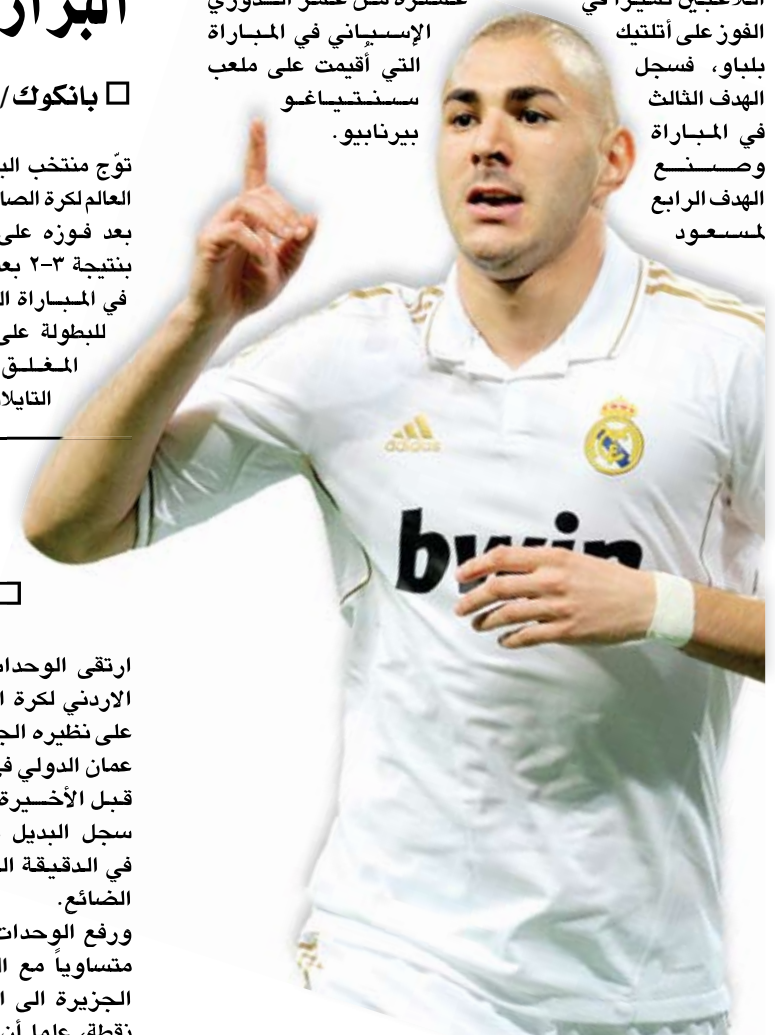 الفوز على أتلتيك
بلباو، فسجل
الهدف الثالث
في المباراة
وصنع
الهدف الرابع
لمسعود
الإسباني في المباراة
التي أقيمت على ملعب
سنتياغو
بيرنابيو.
adidas
bwin
□ بانكوك/
توّج منتخب
العالم لكرة
بعد فوزه على
بنتيجة ٣-٢
في المباراة
للبطولة على
المغلق
□
ارتقى
الاردني لكرة
على نظيره
عمان الدولي
قبل الأخيرة
سجل البديل
في الدقيقة
الضائع.
ورفع الوحدات
متساوياً مع
الجزيرة الى
نقطة، علما أن